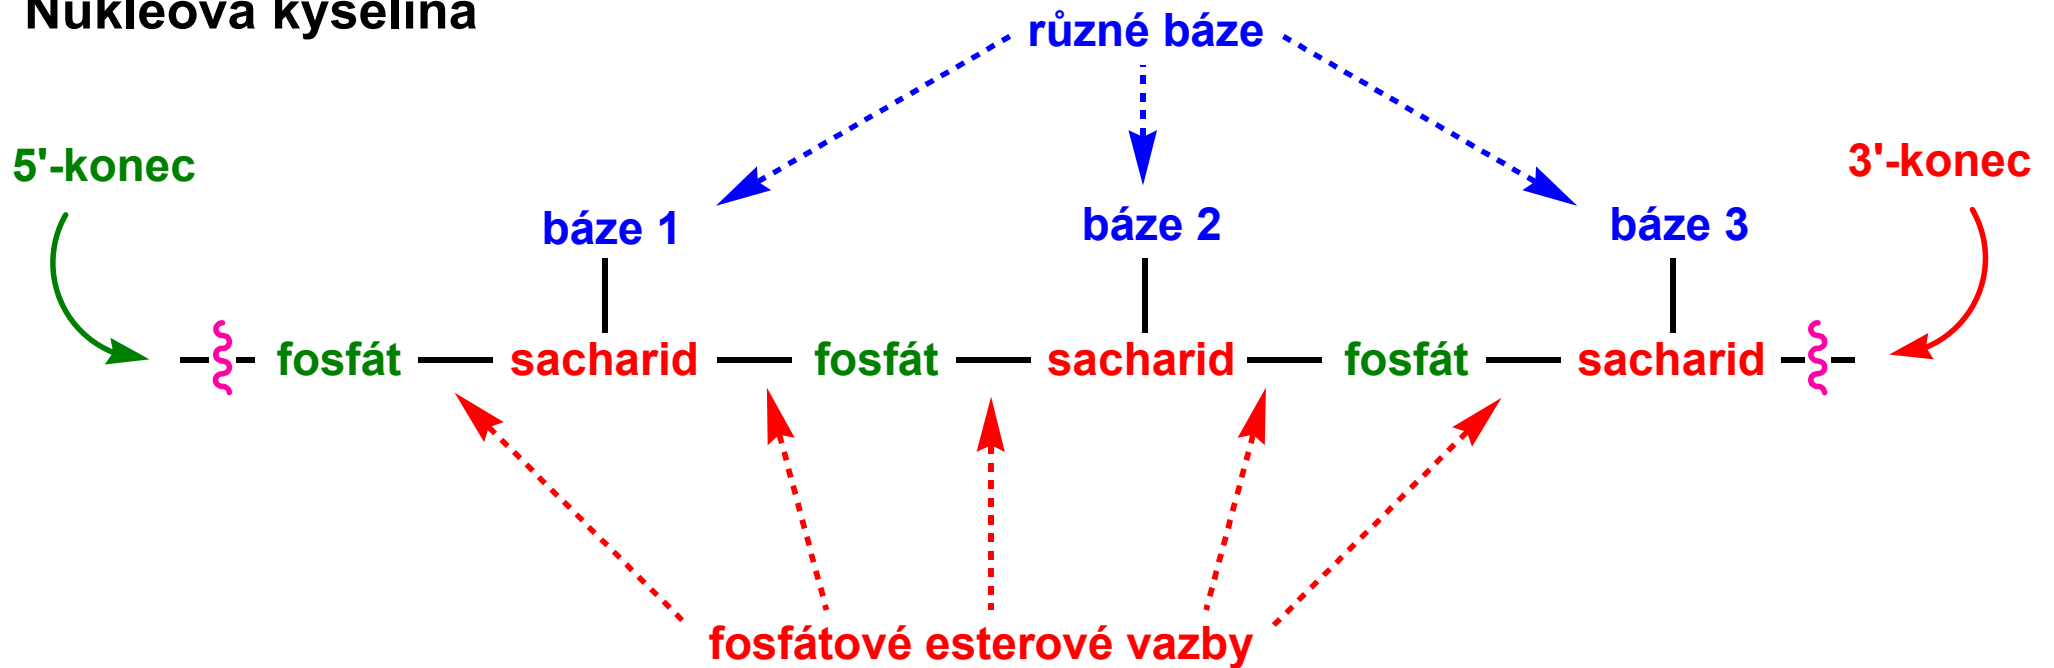 Nukleová kyselina
různé báze
5'-konec
3'-konec
báze 1
báze 2
báze 3
fosfát sacharid fosfát sacharid fosfát sacharid
fosfátové esterové vazby